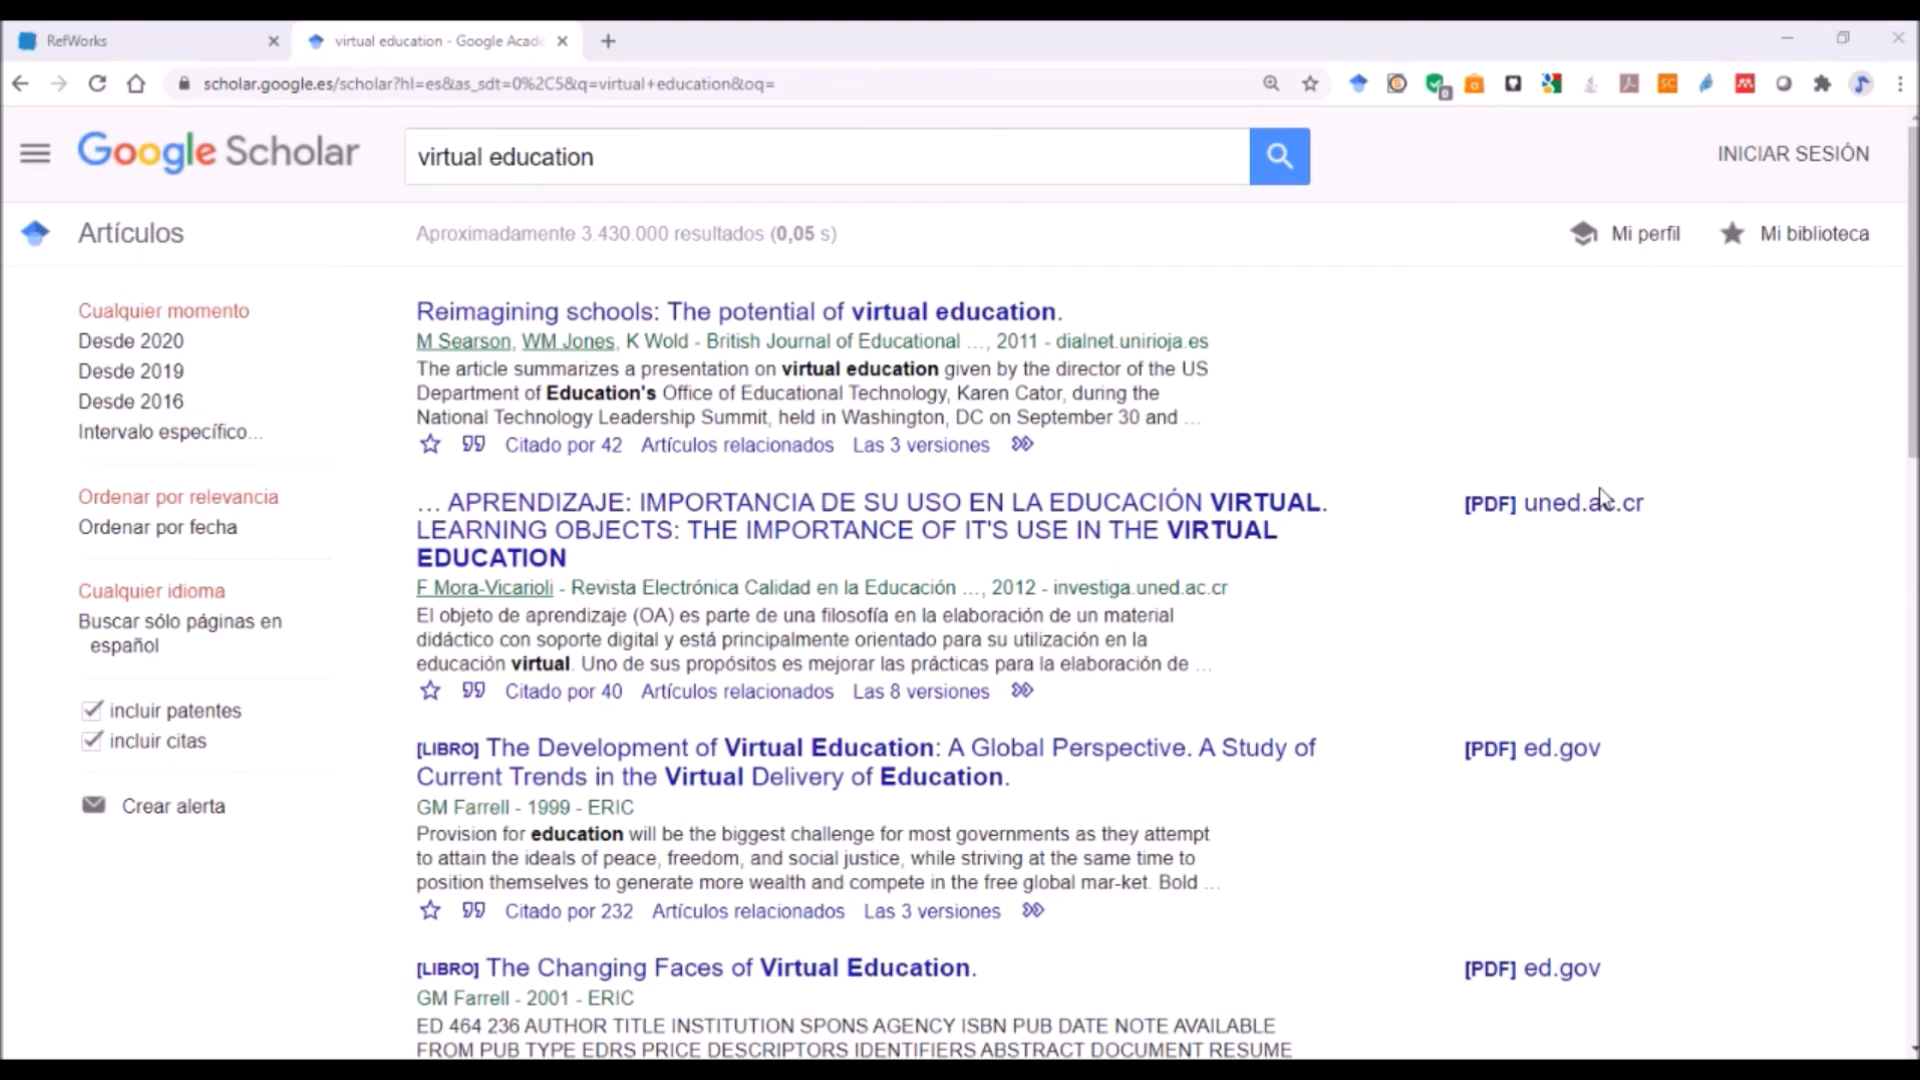 RefWorks
virtual education - Google Acad
scholar.google.es/scholar?hl=es&as_sdt=0%2C5&q=virtual+education&oq=
Google Scholar
virtual education
INICIAR SESIÓN
Artículos
Aproximadamente 3.430.000 resultados (0,05 s)
Mi perfil
Mi biblioteca
Cualquier momento
Desde 2020
Desde 2019
Desde 2016
Intervalo específico...
Ordenar por relevancia
Ordenar por fecha
Cualquier idioma
Buscar sólo páginas en
español
incluir patentes
incluir citas
Crear alerta
Reimagining schools: The potential of virtual education.
M Searson, WM Jones, K Wold - British Journal of Educational …, 2011 - dialnet.unirioja.es
The article summarizes a presentation on virtual education given by the director of the US
Department of Education's Office of Educational Technology, Karen Cator, during the
National Technology Leadership Summit, held in Washington, DC on September 30 and …
Citado por 42 Artículos relacionados Las 3 versiones
… APRENDIZAJE: IMPORTANCIA DE SU USO EN LA EDUCACIÓN VIRTUAL.
LEARNING OBJECTS: THE IMPORTANCE OF IT'S USE IN THE VIRTUAL
EDUCATION
[PDF] uned.ac.cr
F Mora-Vicarioli - Revista Electrónica Calidad en la Educación …, 2012 - investiga.uned.ac.cr
El objeto de aprendizaje (OA) es parte de una filosofía en la elaboración de un material
didáctico con soporte digital y está principalmente orientado para su utilización en la
educación virtual. Uno de sus propósitos es mejorar las prácticas para la elaboración de …
Citado por 40 Artículos relacionados Las 8 versiones
[LIBRO] The Development of Virtual Education: A Global Perspective. A Study of
Current Trends in the Virtual Delivery of Education.
[PDF] ed.gov
GM Farrell - 1999 - ERIC
Provision for education will be the biggest challenge for most governments as they attempt
to attain the ideals of peace, freedom, and social justice, while striving at the same time to
position themselves to generate more wealth and compete in the free global mar-ket. Bold …
Citado por 232 Artículos relacionados Las 3 versiones
[LIBRO] The Changing Faces of Virtual Education.
[PDF] ed.gov
GM Farrell - 2001 - ERIC
ED 464 236 AUTHOR TITLE INSTITUTION SPONS AGENCY ISBN PUB DATE NOTE AVAILABLE
FROM PUB TYPE EDRS PRICE DESCRIPTORS IDENTIFIERS ABSTRACT DOCUMENT RESUME